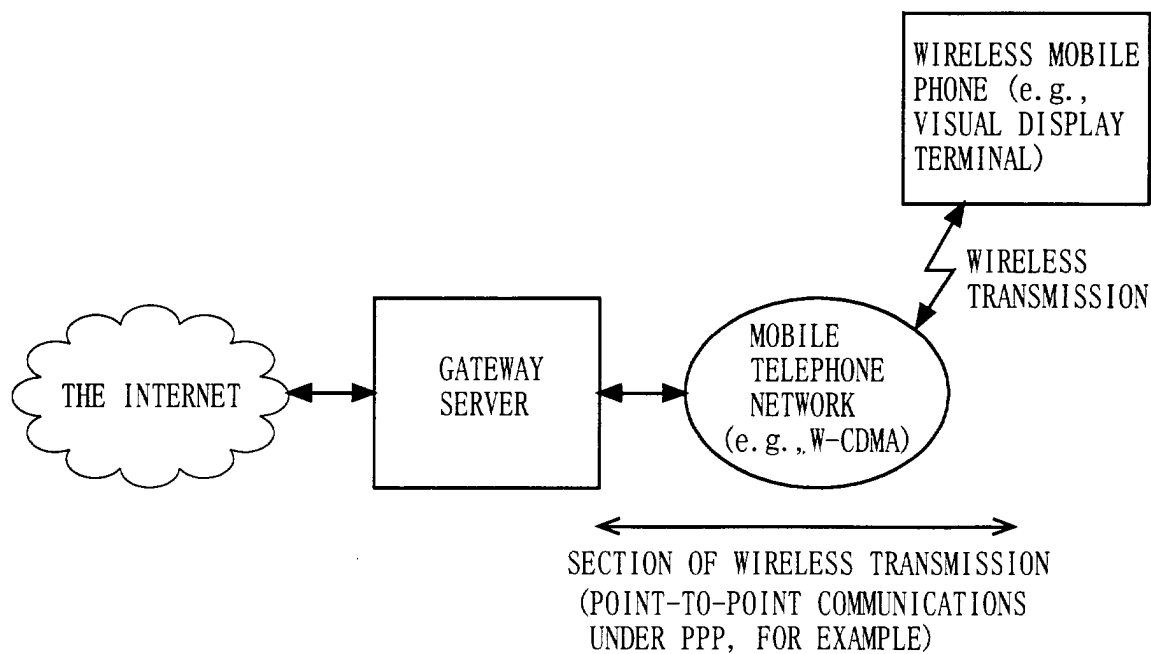 WIRELESS MOBILE
PHONE (e.g.,
VISUAL DISPLAY
TERMINAL)
WIRELESS
TRANSMISSION
THE INTERNET
GATEWAY
SERVER
MOBILE
TELEPHONE
NETWORK
(e.g., W-CDMA)
SECTION OF WIRELESS TRANSMISSION
(POINT-TO-POINT COMMUNICATIONS
UNDER PPP, FOR EXAMPLE)